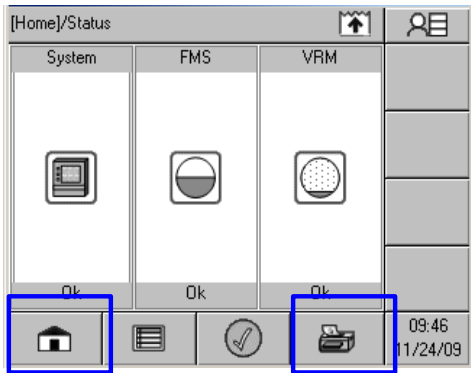 [Home]/Status
System
FMS
VRM
Ok
Ok
Ok
09:46
11/24/09